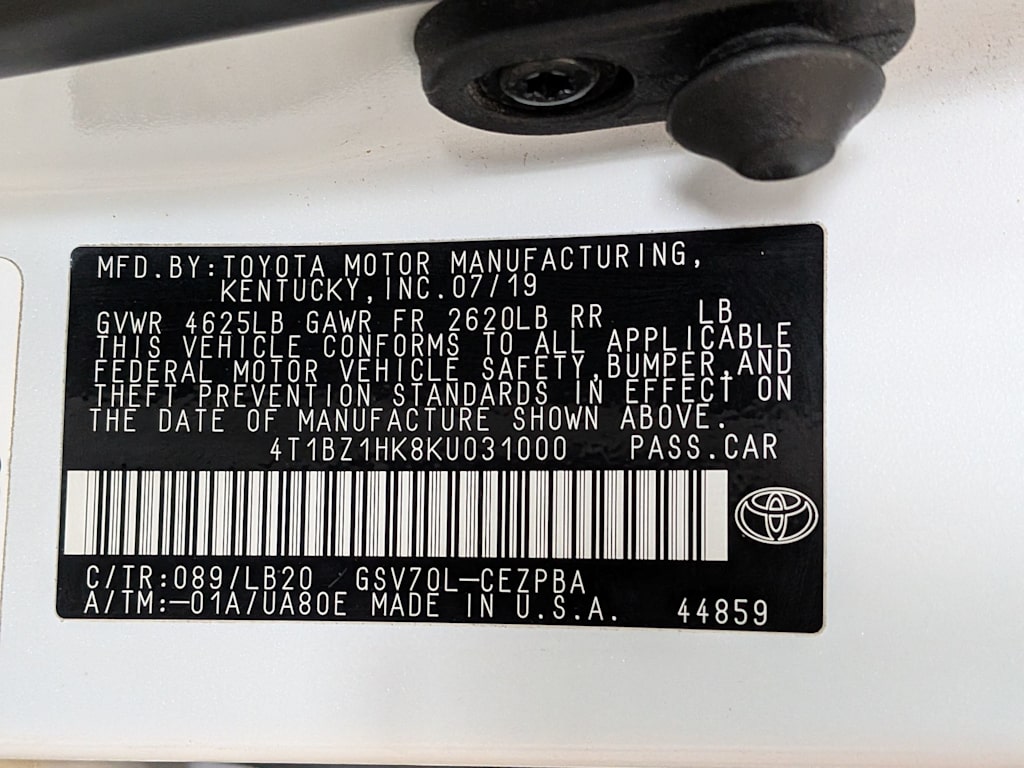 MFD.BY:TOYOTA MOTOR MANUFACTURING,
KENTUCKY,INC.07/19
GVWR 4625LB GAWR FR 2620LB RR LB
THIS VEHICLE CONFORMS TO ALL APPLICABLE
FEDERAL MOTOR VEHICLE SAFETY,BUMPER,AND
THEFT PREVENTION STANDARDS IN EFFECT ON
THE DATE OF MANUFACTURE SHOWN ABOVE.
4T1BZ1HK8KU031000 PASS.CAR
C/TR:089/LB20 GSV70L-CEZPBA
A/TM:-01A/UA80E MADE IN U.S.A. 44859